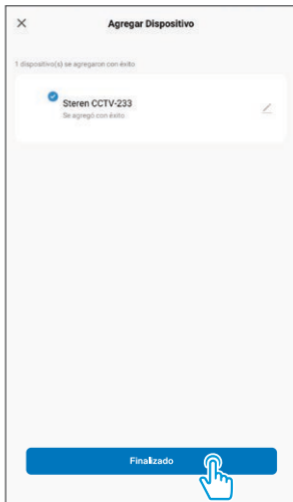 Agregar Dispositivo
1 dispositivo(s) se agregaron con éxito
Steren CCTV-233
Se agregó con éxito
Finalizado